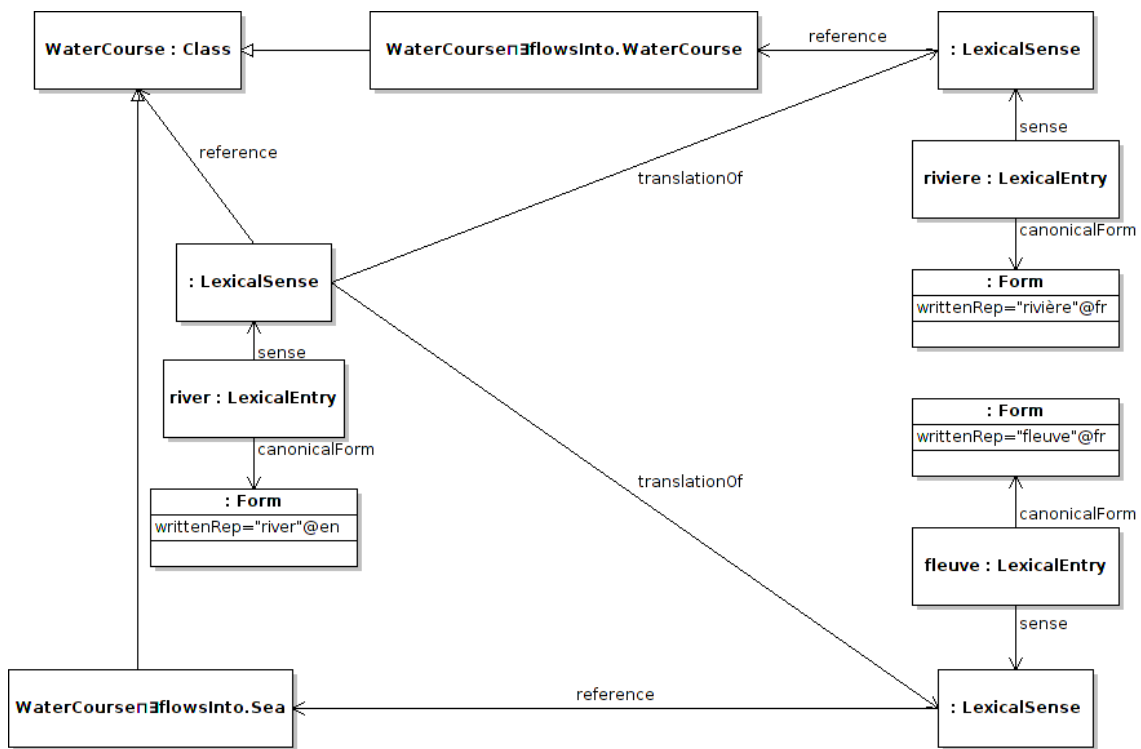 WaterCourse : Class
WaterCourse⊓∃flowsInto.WaterCourse
reference
: LexicalSense
sense
reference
riviere : LexicalEntry
translationOf
canonicalForm
: LexicalSense
: Form
writtenRep="rivière"@fr
sense
river : LexicalEntry
: Form
writtenRep="fleuve"@fr
canonicalForm
translationOf
: Form
writtenRep="river"@en
canonicalForm
fleuve : LexicalEntry
sense
reference
WaterCourse⊓∃flowsInto.Sea
: LexicalSense